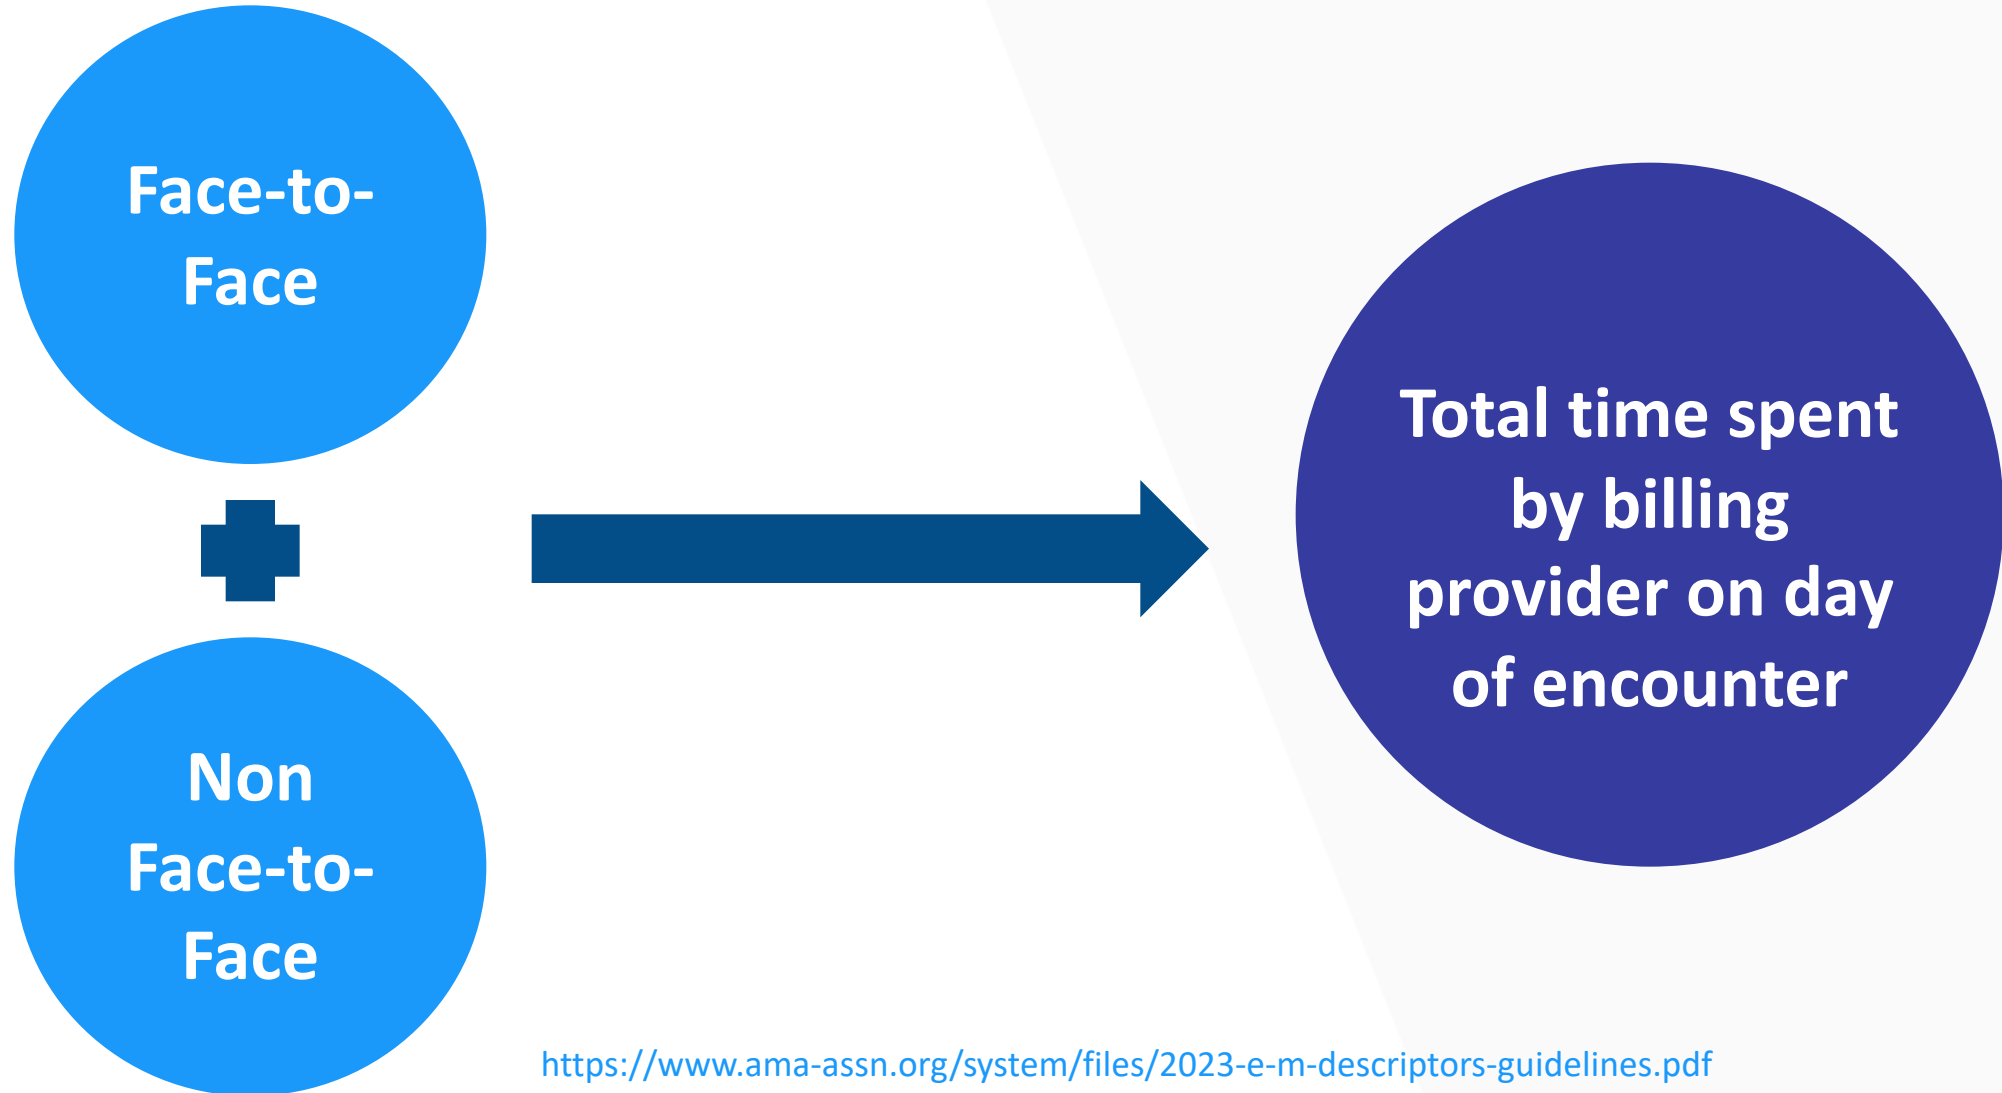 Face-to-
Face
Non
Face-to-
Face
Total time spent
by billing
provider on day
of encounter
https://www.ama-assn.org/system/files/2023-e-m-descriptors-guidelines.pdf